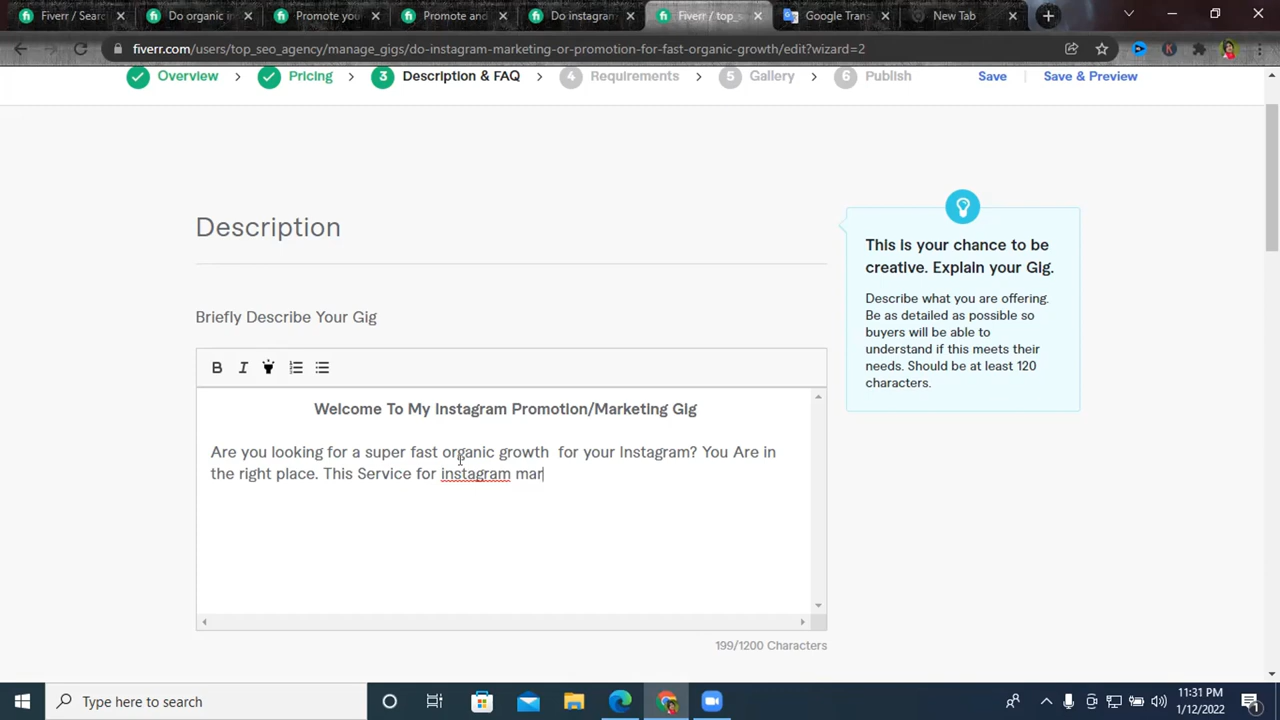 Fiverr / Searc
Do organic in
Promote you
Promote and
Do instagram
Fiverr / top_s
Google Trans
New Tab
fiverr.com/users/top_seo_agency/manage_gigs/do-instagram-marketing-or-promotion-for-fast-organic-growth/edit?wizard=2
Overview > Pricing > 3 Description & FAQ > 4 Requirements > 5 Gallery > 6 Publish Save | Save & Preview
Description
Briefly Describe Your Gig
B I
Welcome To My Instagram Promotion/Marketing Gig
Are you looking for a super fast organic growth  for your Instagram? You Are in
the right place. This Service for instagram mar
199/1200 Characters
This is your chance to be
creative. Explain your Gig.
Describe what you are offering.
Be as detailed as possible so
buyers will be able to
understand if this meets their
needs. Should be at least 120
characters.
Type here to search
11:31 PM
1/12/2022
1